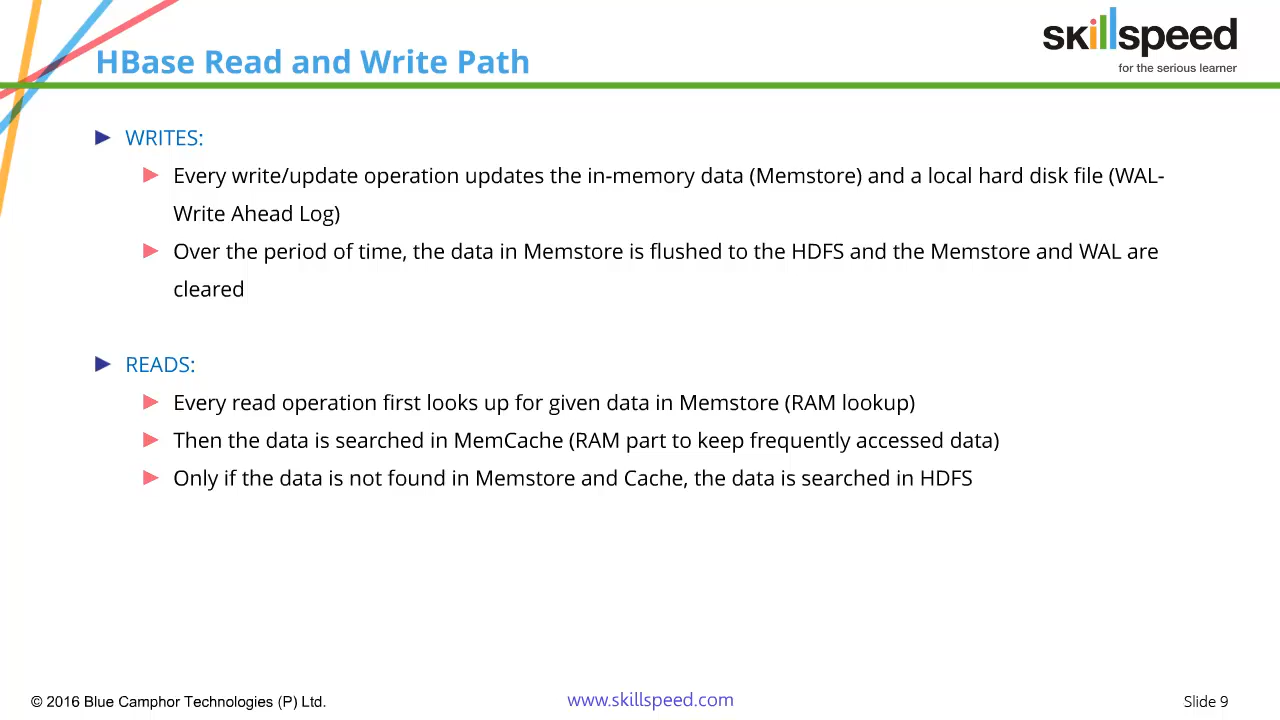 HBase Read and Write Path
skillspeed
for the serious learner
► WRITES:
► Every write/update operation updates the in-memory data (Memstore) and a local hard disk file (WAL-
Write Ahead Log)
► Over the period of time, the data in Memstore is flushed to the HDFS and the Memstore and WAL are
cleared
► READS:
► Every read operation first looks up for given data in Memstore (RAM lookup)
► Then the data is searched in MemCache (RAM part to keep frequently accessed data)
► Only if the data is not found in Memstore and Cache, the data is searched in HDFS
© 2016 Blue Camphor Technologies (P) Ltd.
www.skillspeed.com
Slide 9